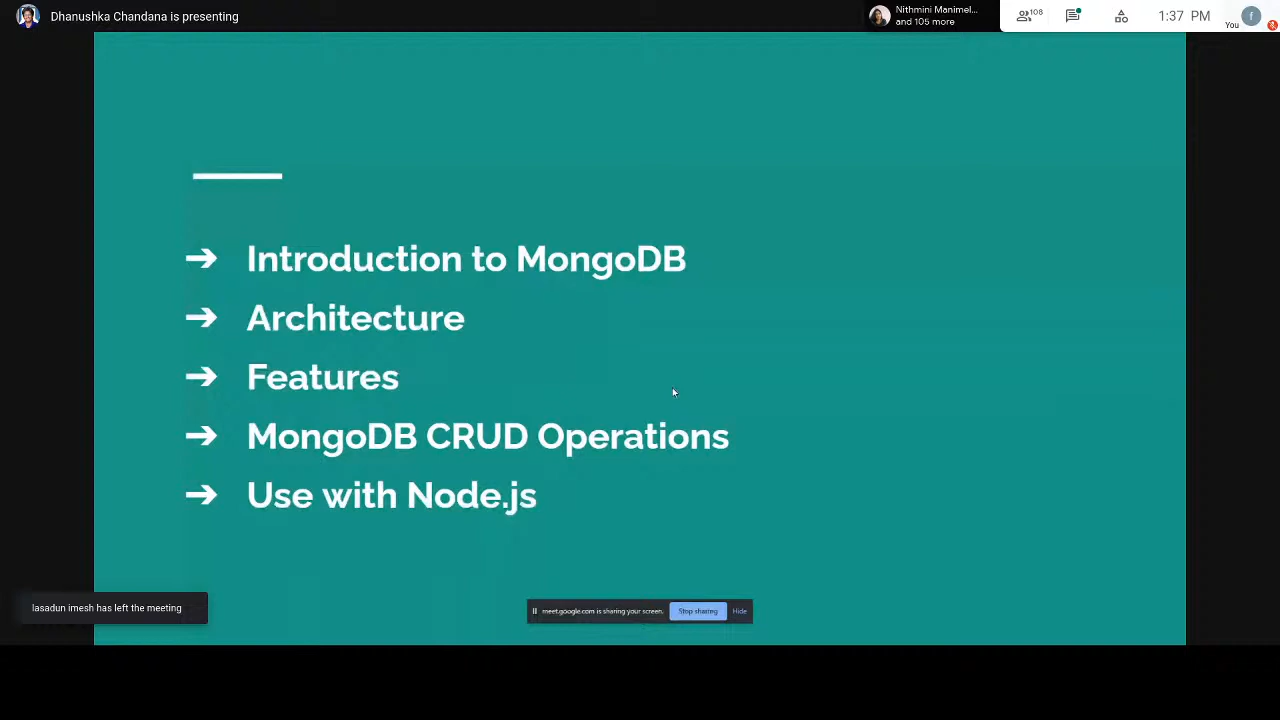 Dhanushka Chandana is presenting
Nithmini Manimel...
and 105 more
108
1:37 PM
You
f
➔ Introduction to MongoDB
➔ Architecture
➔ Features
➔ MongoDB CRUD Operations
➔ Use with Node.js
lasadun imesh has left the meeting
meet.google.com is sharing your screen.
Stop sharing
Hide